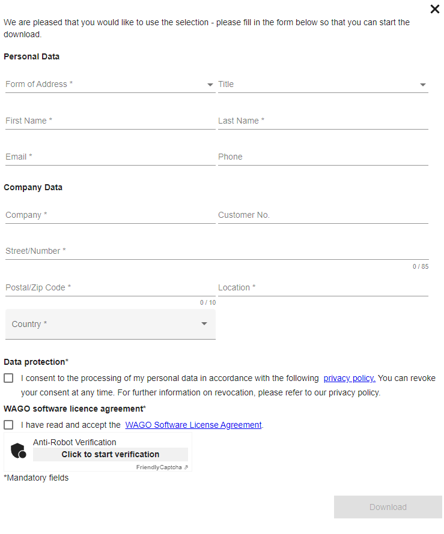 We are pleased that you would like to use the selection - please fill in the form below so that you can start the
download.
Personal Data
Form of Address *
Title
First Name *
Last Name *
Email *
Phone
Company Data
Company *
Customer No.
Street/Number *
0 / 85
Postal/Zip Code *
Location *
0 / 10
Country *
Data protection*
I consent to the processing of my personal data in accordance with the following privacy policy. You can revoke
your consent at any time. For further information on revocation, please refer to our privacy policy.
WAGO software licence agreement*
I have read and accept the WAGO Software License Agreement.
Anti-Robot Verification
Click to start verification
FriendlyCaptcha ⇗
*Mandatory fields
Download